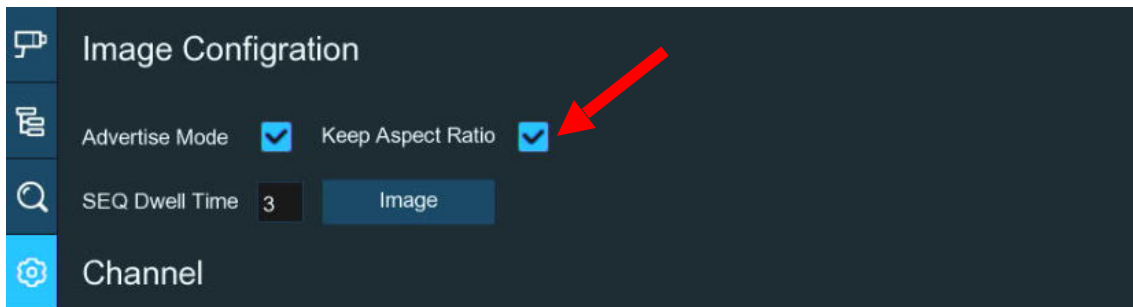 Image Configration
Advertise Mode Keep Aspect Ratio
SEQ Dwell Time 3 Image
Channel